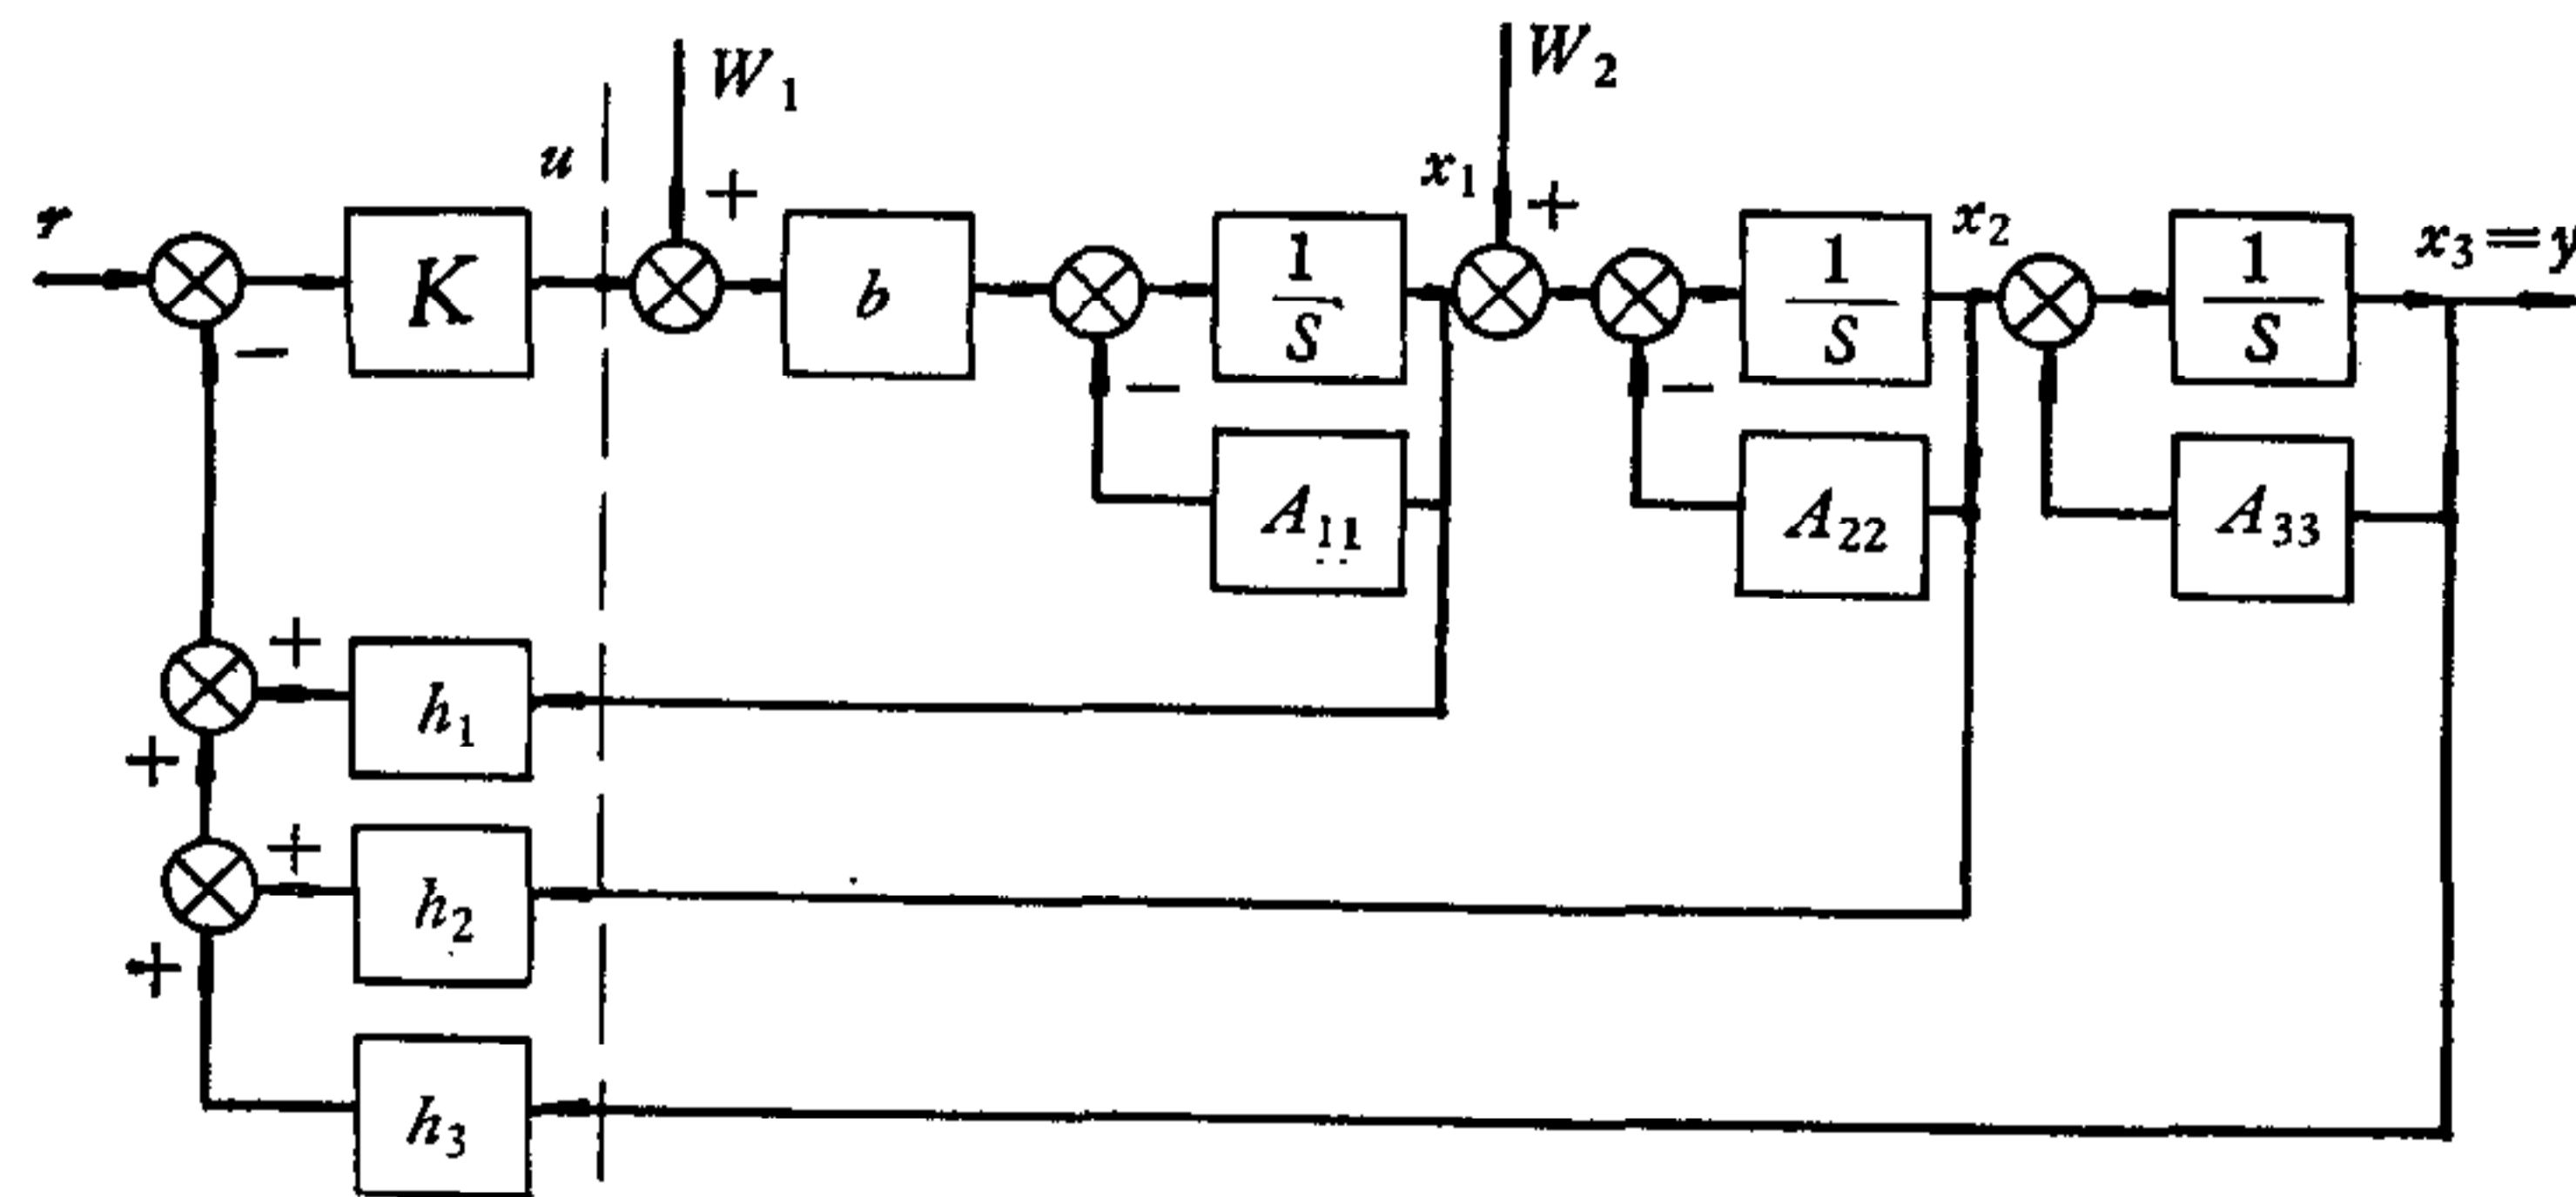 W₁
W₂
r
K
u
+
b
1
S
x₁
+
1
S
x₂
1
S
x₃=y
−
−
−
A₁₁
A₂₂
A₃₃
+
h₁
+
+
h₂
+
h₃